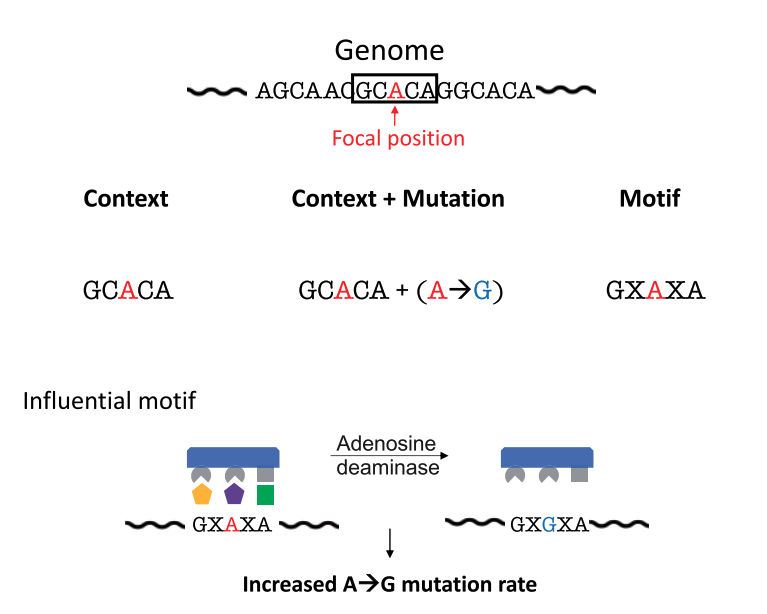 Genome
AGCAACGCACAGGCACA
Focal position
Context Context + Mutation Motif
GCACA GCACA + (A→G) GXAXA
Influential motif
Adenosine
deaminase
GXAXA GXGXA
Increased A→G mutation rate